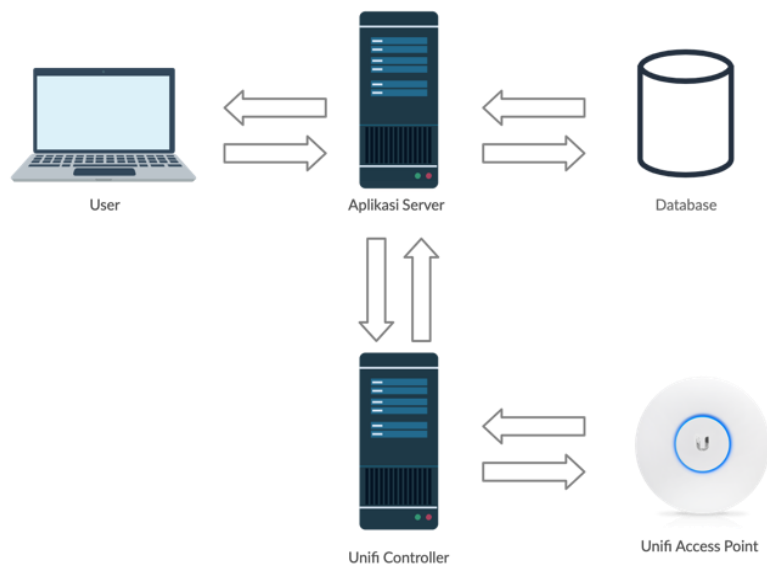 User
Aplikasi Server
Database
Unifi Controller
Unifi Access Point